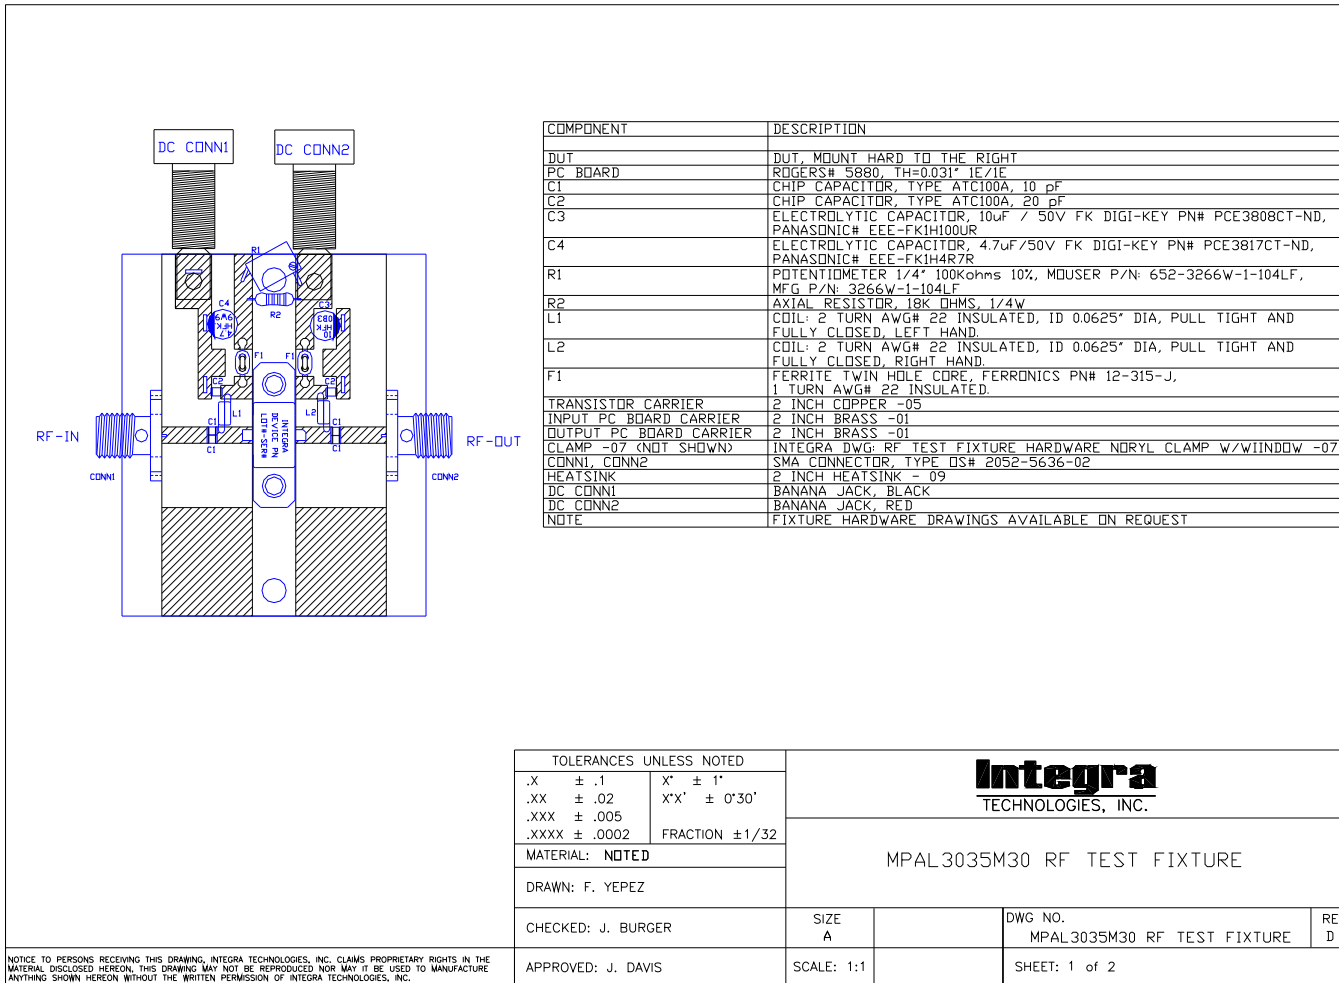 DC CONN1
DC CONN2
R1
C4
C3
4.7
HFK
9W9
10
HFK
0B3
R2
F1
F1
C2
C2
L1
L2
C1
C1
C1
C1
INTEGRA
DEVICE PN
LOT#-SER#
RF-IN
RF-OUT
CONN1
CONN2
COMPONENT DESCRIPTION
DUT DUT, MOUNT HARD TO THE RIGHT
PC BOARD ROGERS# 5880, TH=0.031" 1E/1E
C1 CHIP CAPACITOR, TYPE ATC100A, 10 pF
C2 CHIP CAPACITOR, TYPE ATC100A, 20 pF
C3 ELECTROLYTIC CAPACITOR, 10uF / 50V FK DIGI-KEY PN# PCE3808CT-ND,
PANASONIC# EEE-FK1H100UR
C4 ELECTROLYTIC CAPACITOR, 4.7uF/50V FK DIGI-KEY PN# PCE3817CT-ND,
PANASONIC# EEE-FK1H4R7R
R1 POTENTIOMETER 1/4" 100Kohms 10%, MOUSER P/N: 652-3266W-1-104LF,
MFG P/N: 3266W-1-104LF
R2 AXIAL RESISTOR, 18K OHMS, 1/4W
L1 COIL: 2 TURN AWG# 22 INSULATED, ID 0.0625" DIA, PULL TIGHT AND
FULLY CLOSED, LEFT HAND.
L2 COIL: 2 TURN AWG# 22 INSULATED, ID 0.0625" DIA, PULL TIGHT AND
FULLY CLOSED, RIGHT HAND.
F1 FERRITE TWIN HOLE CORE, FERRONICS PN# 12-315-J,
1 TURN AWG# 22 INSULATED.
TRANSISTOR CARRIER 2 INCH COPPER -05
INPUT PC BOARD CARRIER 2 INCH BRASS -01
OUTPUT PC BOARD CARRIER 2 INCH BRASS -01
CLAMP -07 (NOT SHOWN) INTEGRA DWG: RF TEST FIXTURE HARDWARE NORYL CLAMP W/WIINDOW -07
CONN1, CONN2 SMA CONNECTOR, TYPE OS# 2052-5636-02
HEATSINK 2 INCH HEATSINK - 09
DC CONN1 BANANA JACK, BLACK
DC CONN2 BANANA JACK, RED
NOTE FIXTURE HARDWARE DRAWINGS AVAILABLE ON REQUEST
TOLERANCES UNLESS NOTED
.X ± .1 X° ± 1°
.XX ± .02 X°X' ± 0°30'
.XXX ± .005
.XXXX ± .0002 FRACTION ±1/32
MATERIAL: NOTED
DRAWN: F. YEPEZ
CHECKED: J. BURGER
APPROVED: J. DAVIS
Integra
TECHNOLOGIES, INC.
MPAL3035M30 RF TEST FIXTURE
SIZE
A
DWG NO.
MPAL3035M30 RF TEST FIXTURE
RE
D
SCALE: 1:1
SHEET: 1 of 2
NOTICE TO PERSONS RECEIVING THIS DRAWING, INTEGRA TECHNOLOGIES, INC. CLAIMS PROPRIETARY RIGHTS IN THE
MATERIAL DISCLOSED HEREON, THIS DRAWING MAY NOT BE REPRODUCED NOR MAY IT BE USED TO MANUFACTURE
ANYTHING SHOWN HEREON WITHOUT THE WRITTEN PERMISSION OF INTEGRA TECHNOLOGIES, INC.